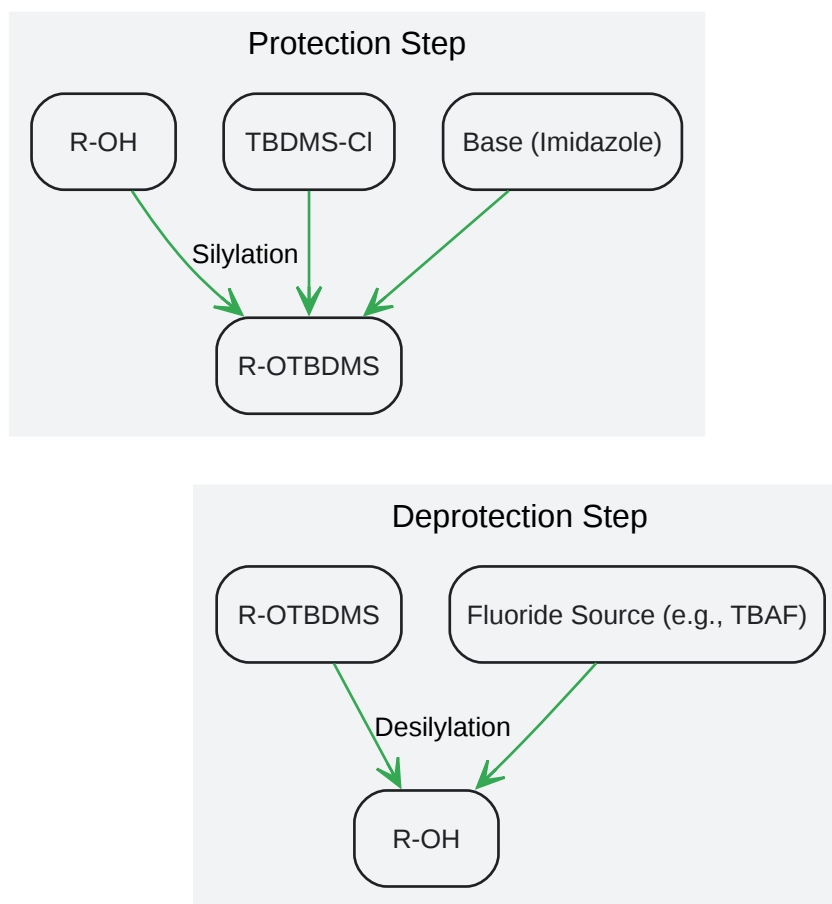 Protection Step
R-OH
TBDMS-Cl
Base (Imidazole)
Silylation
R-OTBDMS
Deprotection Step
R-OTBDMS
Fluoride Source (e.g., TBAF)
Desilylation
R-OH